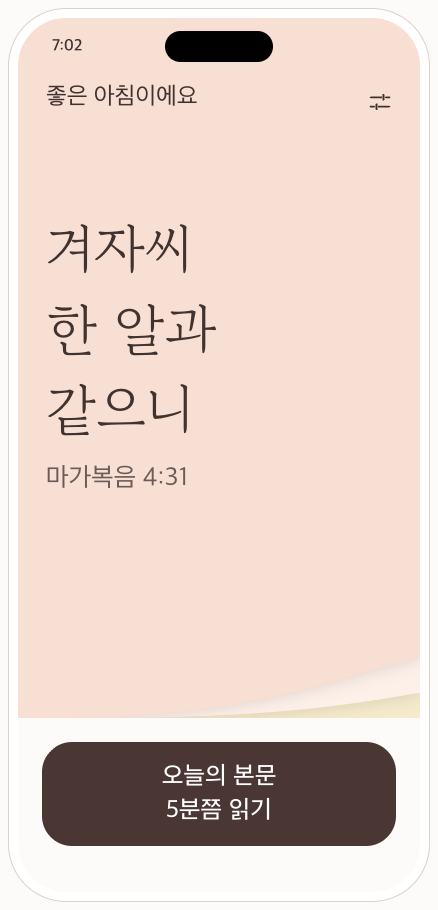 7:02
좋은 아침이에요
겨자씨
한 알과
같으니
마가복음 4:31
오늘의 본문
5분쯤 읽기